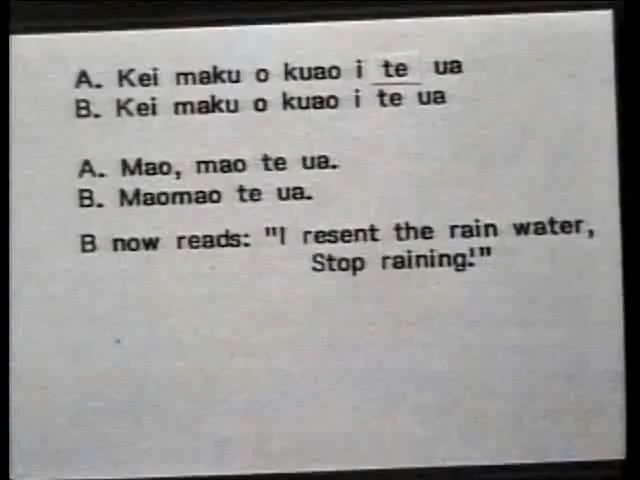 A. Kei maku o kuao i te ua
B. Kei maku o kuao i te ua
A. Mao, mao te ua.
B. Maomao te ua.
B now reads: "I resent the rain water,
Stop raining!"